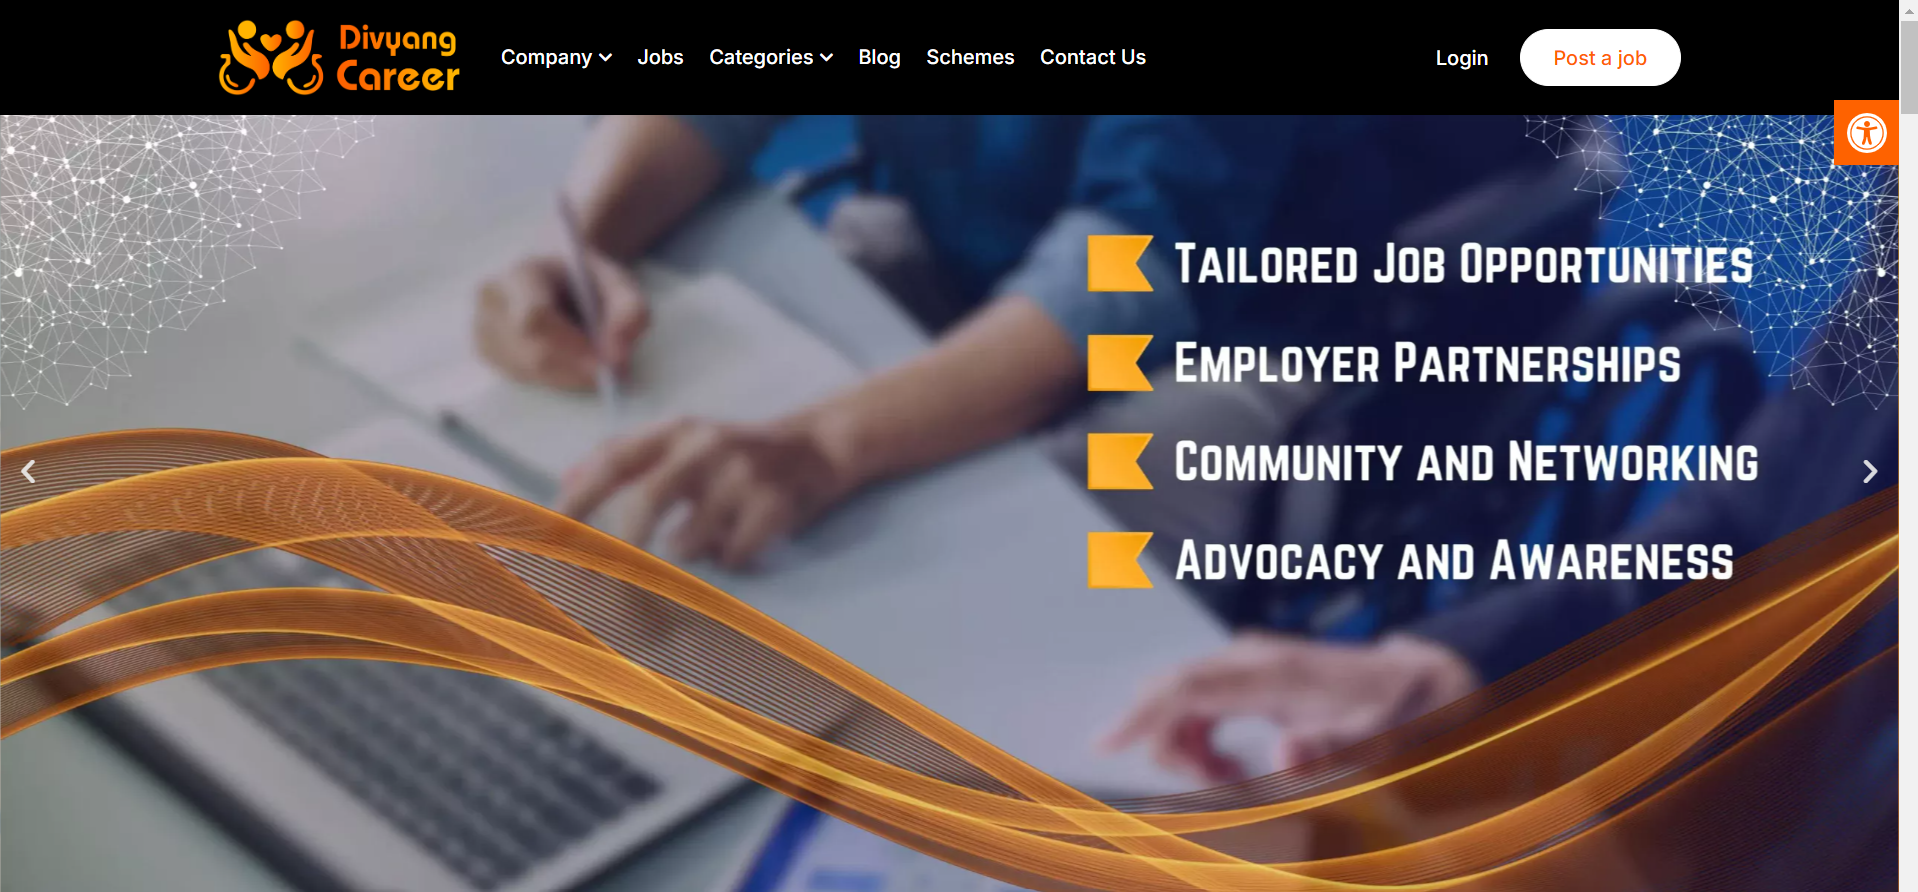 Divyang
Career
Company
Jobs
Categories
Blog
Schemes
Contact Us
Login
Post a job
Tailored Job Opportunities
Employer Partnerships
Community and Networking
Advocacy and Awareness